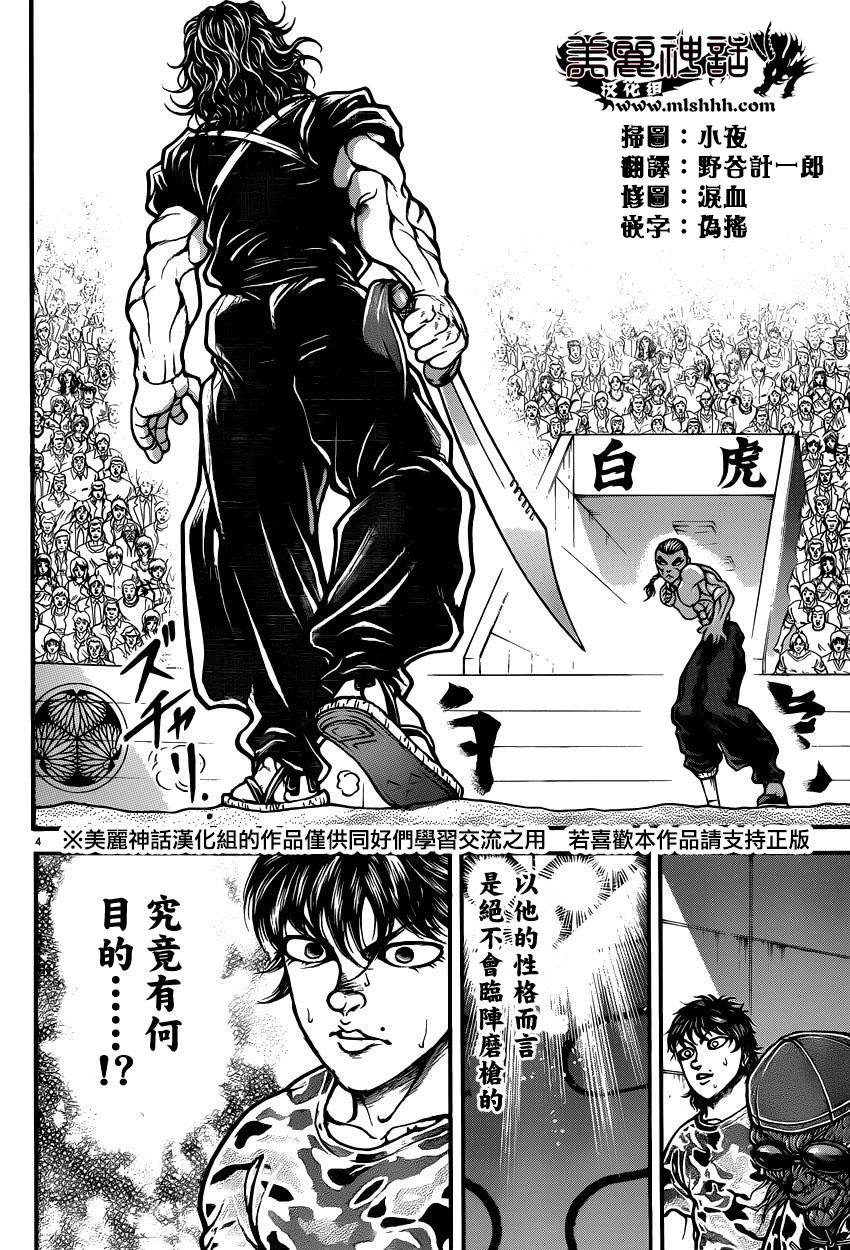 美麗神話
汉化组
www.mlshhh.com
掃圖：小夜
翻譯：野谷計一郎
修圖：淚血
嵌字：偽搖
白虎
ズチャリ
4
※美麗神話漢化組的作品僅供同好們學習交流之用　若喜歡本作品請支持正版
以他的性格而言
是絕不會臨陣磨槍的
究竟有何
目的……!?